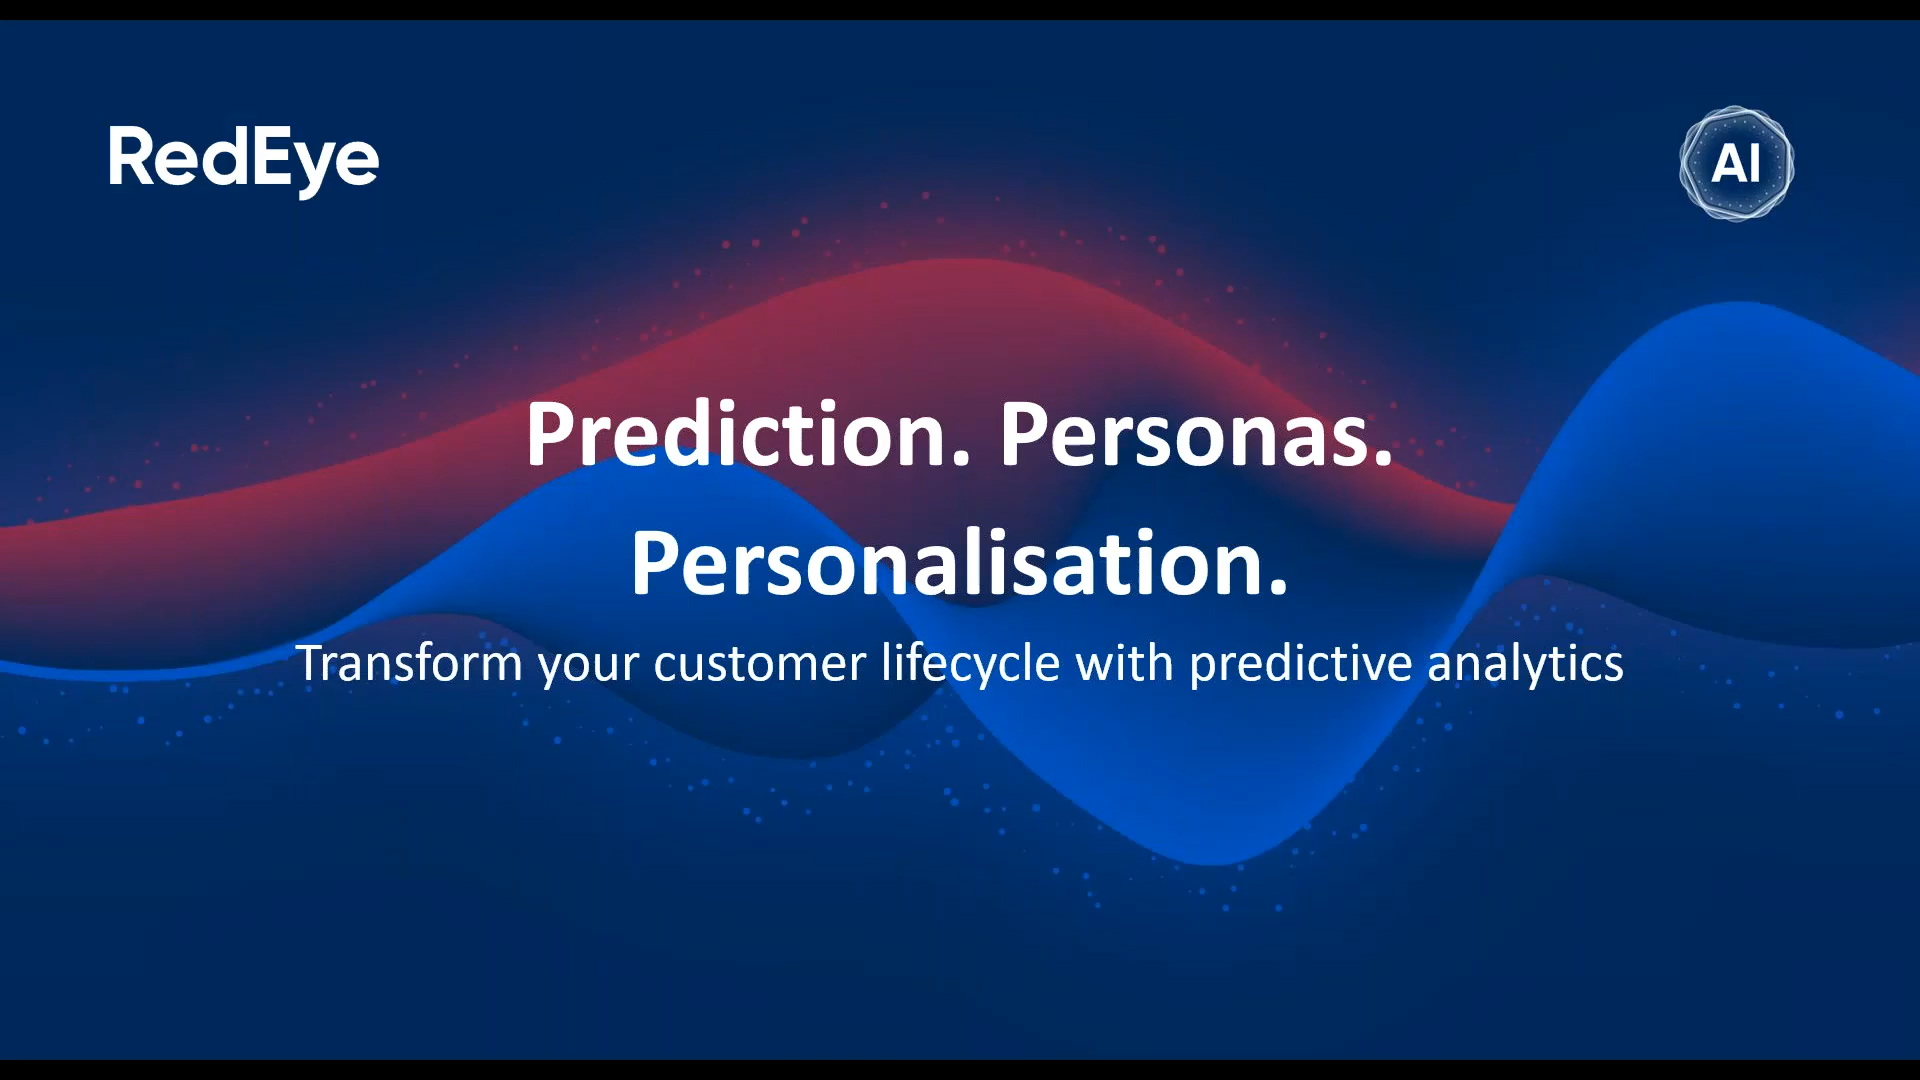 RedEye
AI
Prediction. Personas.
Personalisation.
Transform your customer lifecycle with predictive analytics